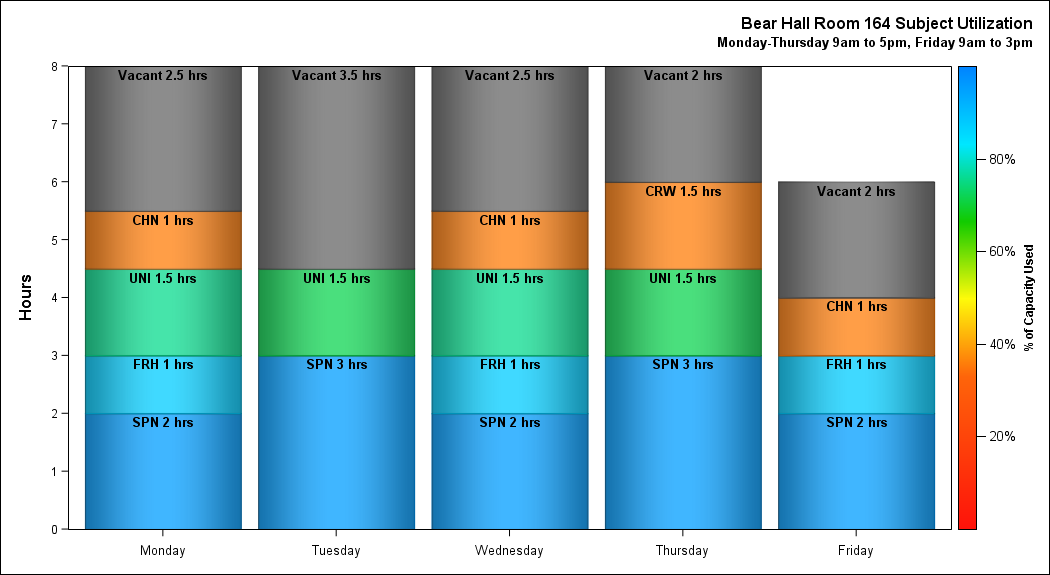 Bear Hall Room 164 Subject Utilization
Monday-Thursday 9am to 5pm, Friday 9am to 3pm
8
7
6
5
4
3
2
1
0
Hours
Vacant 2.5 hrs
CHN 1 hrs
UNI 1.5 hrs
FRH 1 hrs
SPN 2 hrs
Monday
Vacant 3.5 hrs
UNI 1.5 hrs
SPN 3 hrs
Tuesday
Vacant 2.5 hrs
CHN 1 hrs
UNI 1.5 hrs
FRH 1 hrs
SPN 2 hrs
Wednesday
Vacant 2 hrs
CRW 1.5 hrs
UNI 1.5 hrs
SPN 3 hrs
Thursday
Vacant 2 hrs
CHN 1 hrs
FRH 1 hrs
SPN 2 hrs
Friday
80%
60%
40%
20%
% of Capacity Used